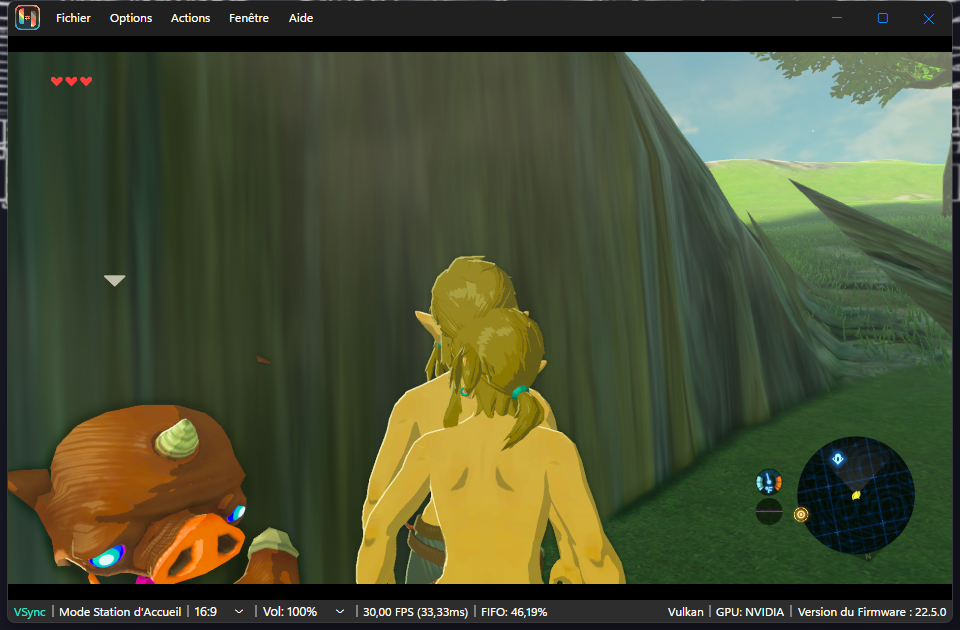 Fichier Options Actions Fenêtre Aide
VSync | Mode Station d'Accueil | 16:9 | Vol: 100% | 30,00 FPS (33,33ms) | FIFO: 46,19% Vulkan | GPU: NVIDIA | Version du Firmware : 22.5.0